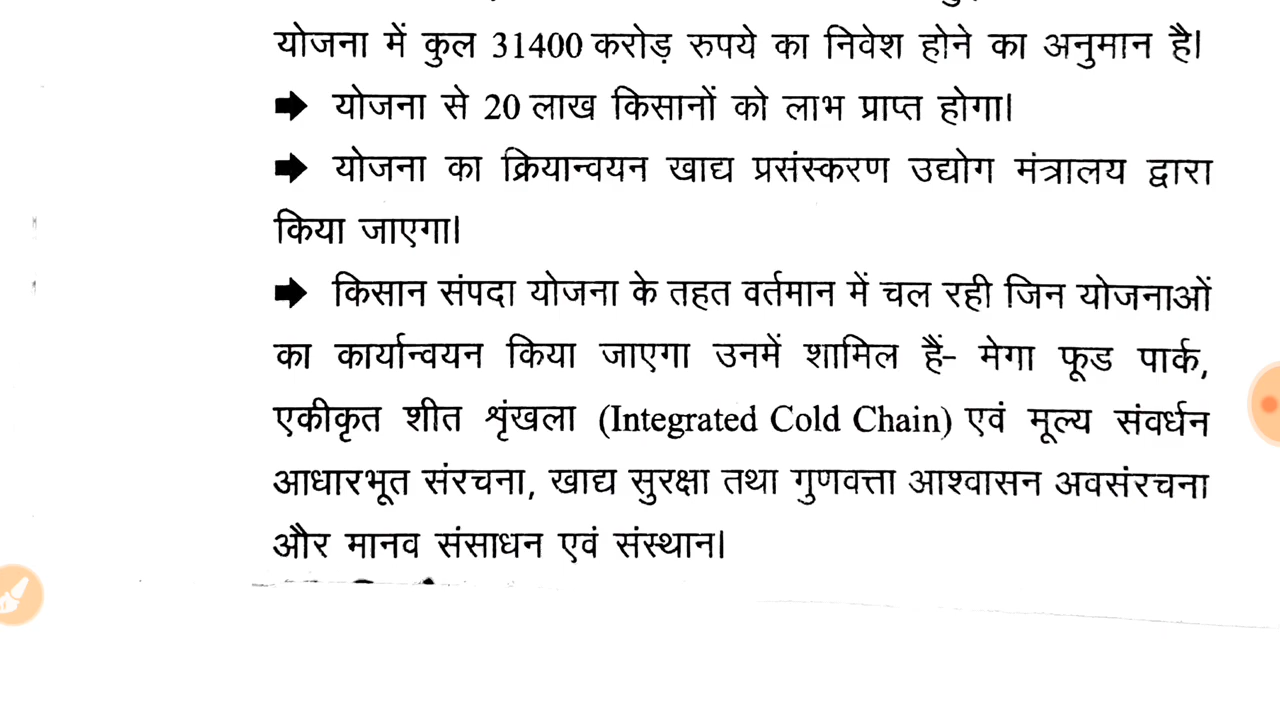 योजना में कुल 31400 करोड़ रुपये का निवेश होने का अनुमान है।
➡ योजना से 20 लाख किसानों को लाभ प्राप्त होगा।
➡ योजना का क्रियान्वयन खाद्य प्रसंस्करण उद्योग मंत्रालय द्वारा
किया जाएगा।
➡ किसान संपदा योजना के तहत वर्तमान में चल रही जिन योजनाओं
का कार्यान्वयन किया जाएगा उनमें शामिल हैं- मेगा फूड पार्क,
एकीकृत शीत श्रृंखला (Integrated Cold Chain) एवं मूल्य संवर्धन
आधारभूत संरचना, खाद्य सुरक्षा तथा गुणवत्ता आश्वासन अवसंरचना
और मानव संसाधन एवं संस्थान।